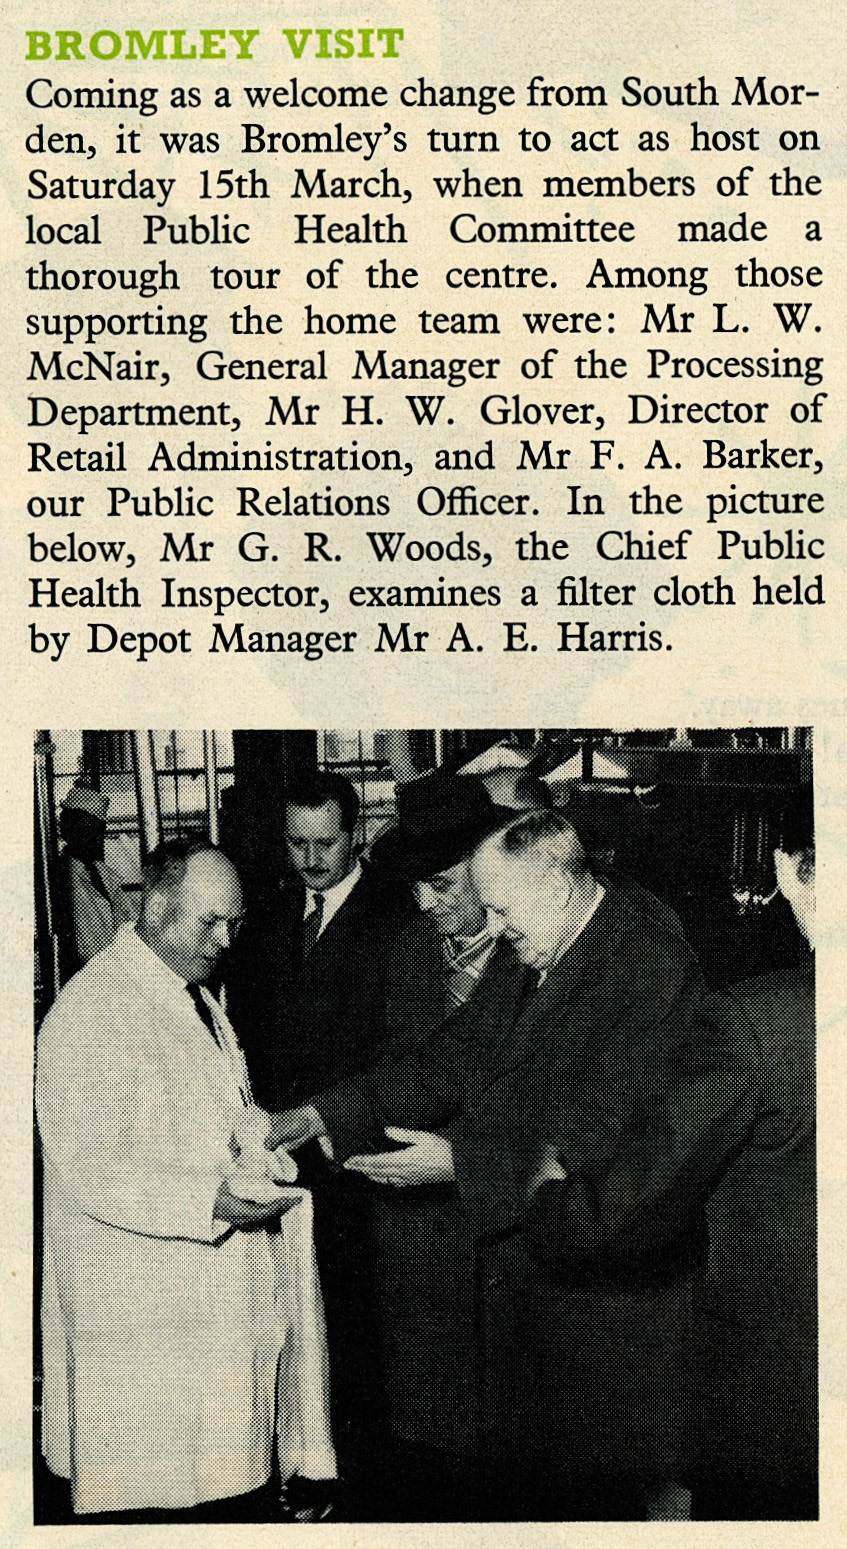 BROMLEY VISIT
Coming as a welcome change from South Mor-
den, it was Bromley's turn to act as host on
Saturday 15th March, when members of the
local Public Health Committee made a
thorough tour of the centre. Among those
supporting the home team were: Mr L. W.
McNair, General Manager of the Processing
Department, Mr H. W. Glover, Director of
Retail Administration, and Mr F. A. Barker,
our Public Relations Officer. In the picture
below, Mr G. R. Woods, the Chief Public
Health Inspector, examines a filter cloth held
by Depot Manager Mr A. E. Harris.